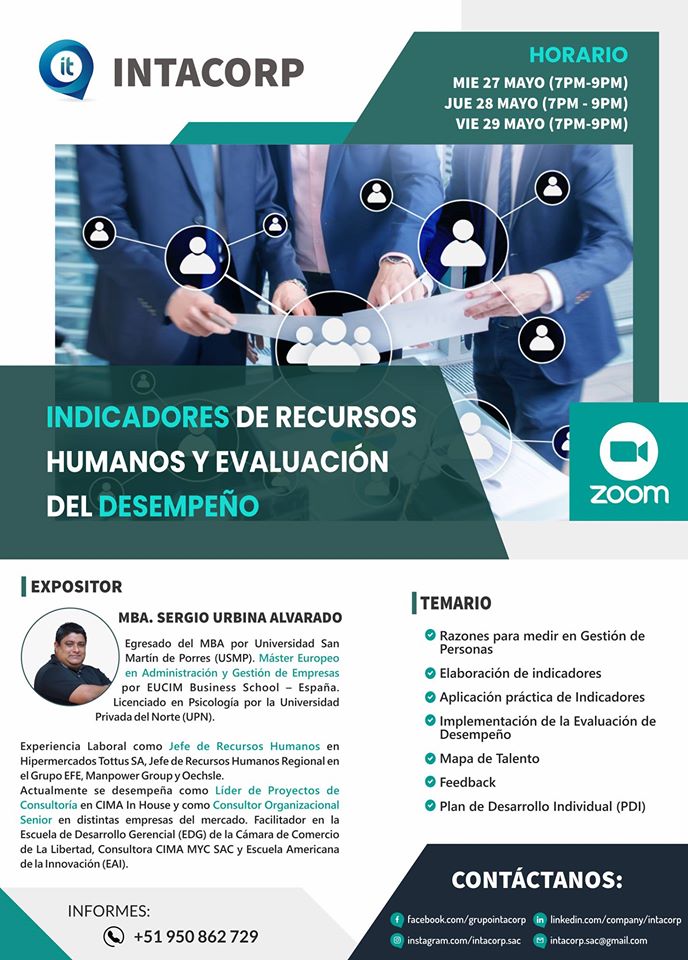 it
INTACORP
HORARIO
MIE 27 MAYO (7PM-9PM)
JUE 28 MAYO (7PM - 9PM)
VIE 29 MAYO (7PM-9PM)
INDICADORES DE RECURSOS
HUMANOS Y EVALUACIÓN
DEL DESEMPEÑO
zoom
EXPOSITOR
MBA. SERGIO URBINA ALVARADO
Egresado del MBA por Universidad San
Martín de Porres (USMP). Máster Europeo
en Administración y Gestión de Empresas
por EUCIM Business School – España.
Licenciado en Psicología por la Universidad
Privada del Norte (UPN).
Experiencia Laboral como Jefe de Recursos Humanos en
Hipermercados Tottus SA, Jefe de Recursos Humanos Regional en
el Grupo EFE, Manpower Group y Oechsle.
Actualmente se desempeña como Líder de Proyectos de
Consultoría en CIMA In House y como Consultor Organizacional
Senior en distintas empresas del mercado. Facilitador en la
Escuela de Desarrollo Gerencial (EDG) de la Cámara de Comercio
de La Libertad, Consultora CIMA MYC SAC y Escuela Americana
de la Innovación (EAI).
TEMARIO
Razones para medir en Gestión de
Personas
Elaboración de indicadores
Aplicación práctica de Indicadores
Implementación de la Evaluación de
Desempeño
Mapa de Talento
Feedback
Plan de Desarrollo Individual (PDI)
INFORMES:
+51 950 862 729
CONTÁCTANOS:
facebook.com/grupointacorp
linkedin.com/company/intacorp
instagram.com/intacorp.sac
intacorp.sac@gmail.com